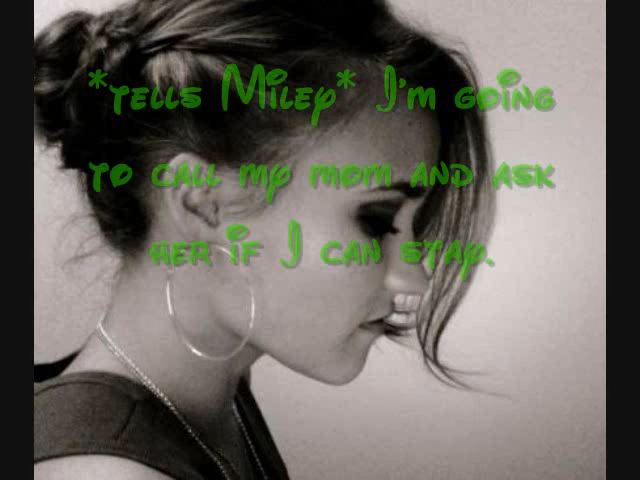 *tells Miley* I'm going
to call my mom and ask
her if I can stay.